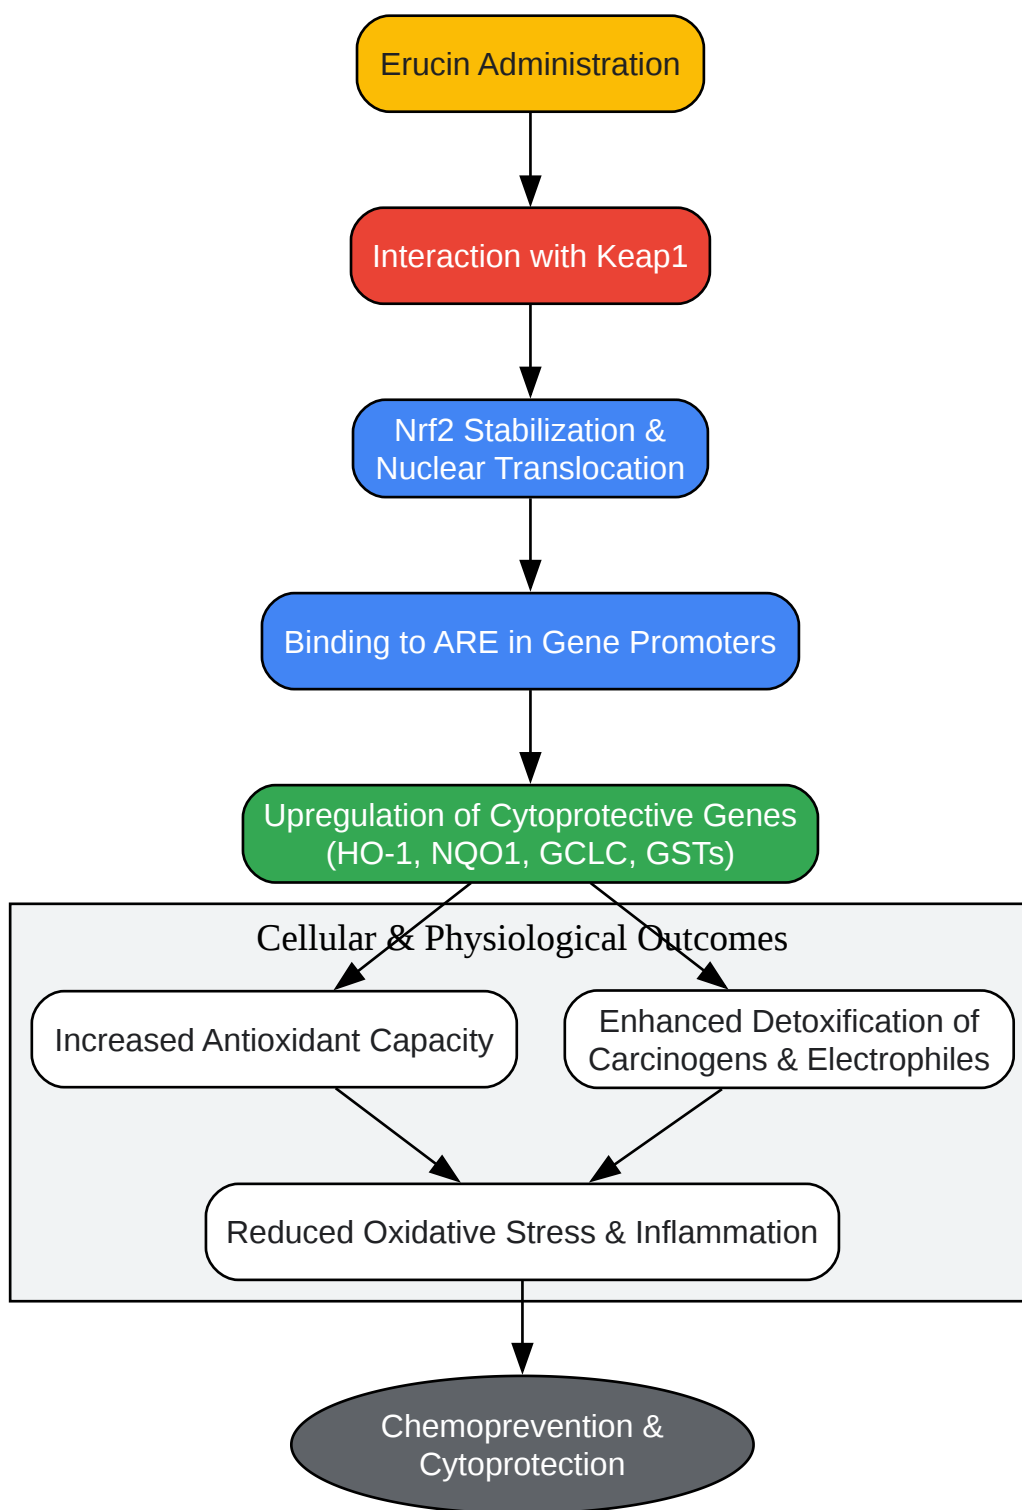 Erucin Administration
Interaction with Keap1
Nrf2 Stabilization &
Nuclear Translocation
Binding to ARE in Gene Promoters
Upregulation of Cytoprotective Genes
(HO-1, NQO1, GCLC, GSTs)
Cellular & Physiological Outcomes
Increased Antioxidant Capacity
Enhanced Detoxification of
Carcinogens & Electrophiles
Reduced Oxidative Stress & Inflammation
Chemoprevention &
Cytoprotection